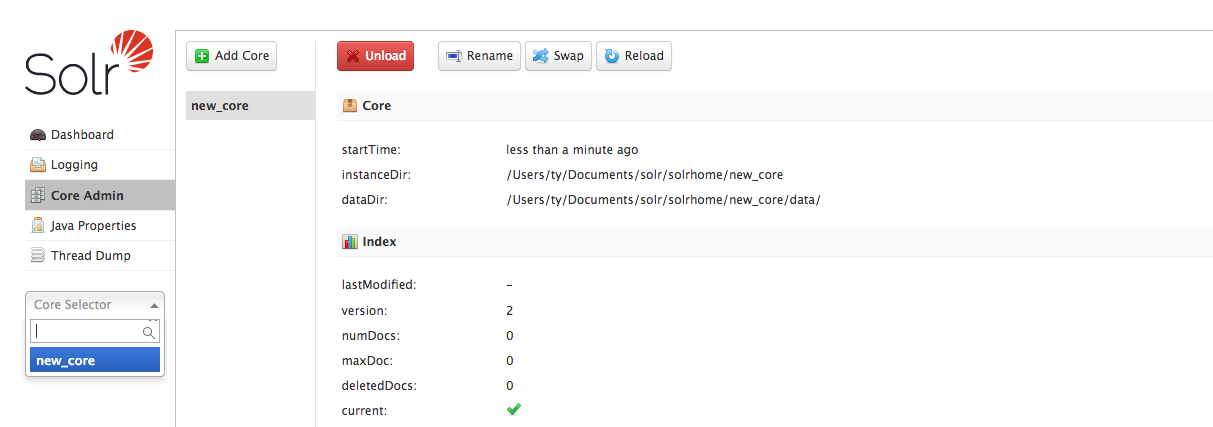 Solr
Dashboard
Logging
Core Admin
Java Properties
Thread Dump
Core Selector
new_core
Add Core
new_core
Unload
Rename
Swap
Reload
Core
startTime: less than a minute ago
instanceDir: /Users/ty/Documents/solr/solrhome/new_core
dataDir: /Users/ty/Documents/solr/solrhome/new_core/data/
Index
lastModified: –
version: 2
numDocs: 0
maxDoc: 0
deletedDocs: 0
current: